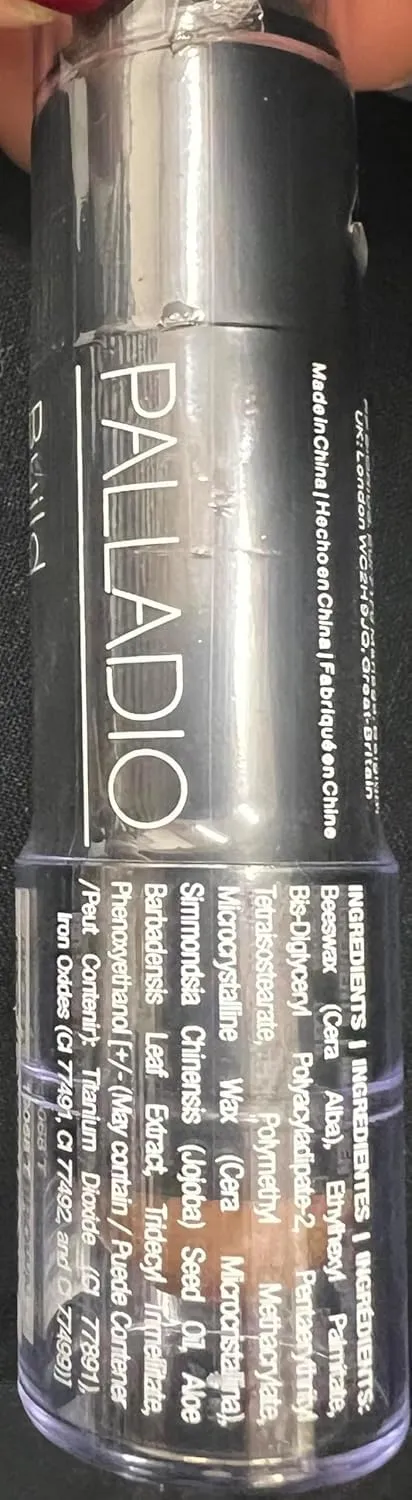 PALLADIO
Build
Made in China | Hecho en China | Fabriqué en Chine
UK: London WC2H 9JQ, Great-Britain
INGREDIENTS | INGREDIENTES | INGRÉDIENTS:
Beeswax (Cera Alba), Ethylhexyl Palmitate,
Bis-Diglyceryl Polyacyladipate-2, Pentaerythrityl
Tetraisostearate, Polymethyl Methacrylate,
Microcrystalline Wax (Cera Microcristallina),
Simmondsia Chinensis (Jojoba) Seed Oil, Aloe
Barbadensis Leaf Extract, Tridecyl Trimellitate,
Phenoxyethanol [+/- (May contain / Puede Contener
/Peut Contenir): Titanium Dioxide (CI 77891),
Iron Oxides (CI 77491, CI 77492, and CI 77499)]